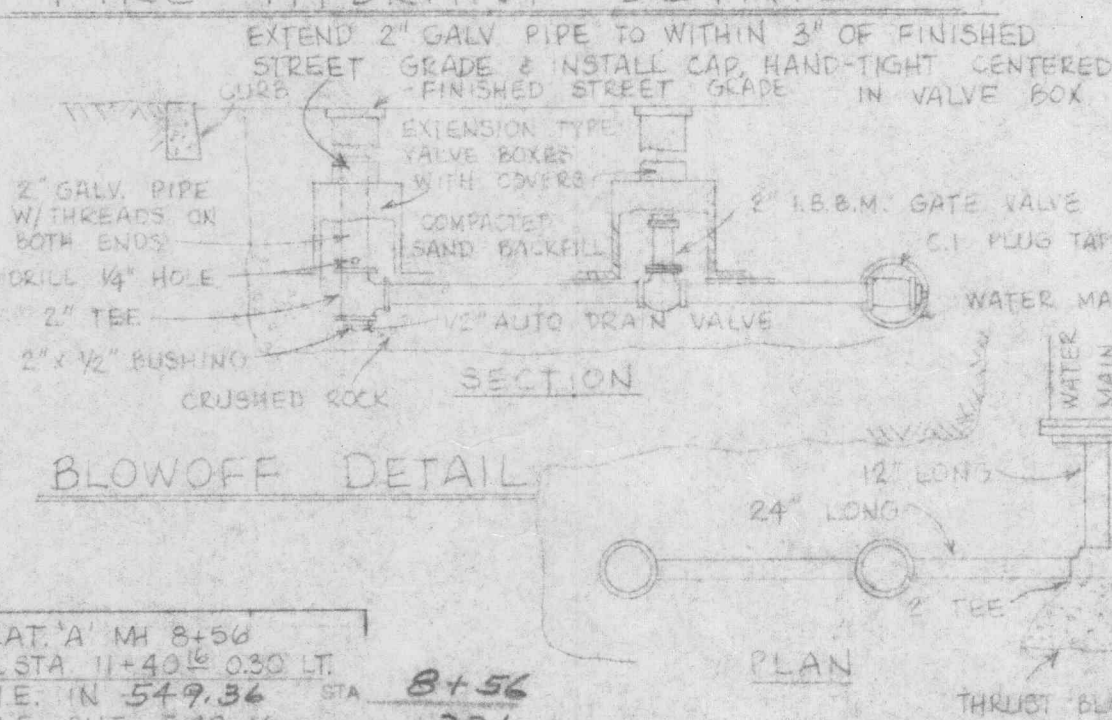 FIRE HYDRANT DETAIL
EXTEND 2" GALV PIPE TO WITHIN 3" OF FINISHED
STREET GRADE & INSTALL CAP, HAND-TIGHT CENTERED
IN VALVE BOX
CURB
FINISHED STREET GRADE
EXTENSION TYPE
VALVE BOXES
WITH COVERS
2" GALV. PIPE
W/ THREADS ON
BOTH ENDS
COMPACTED
SAND BACKFILL
2" I.B.B.M. GATE VALVE
C.I PLUG TAP
DRILL 1/4" HOLE
2" TEE
WATER MA
1/2" AUTO DRAIN VALVE
2" x 1/2" BUSHING
CRUSHED ROCK
SECTION
WATER
MAIN
BLOWOFF DETAIL
12" LONG
24" LONG
2" TEE
PLAN
THRUST BL
LAT. 'A' MH 8+56
STA. 11+40 16 0.30 LT.
I.E. IN 549.36 STA 8+56